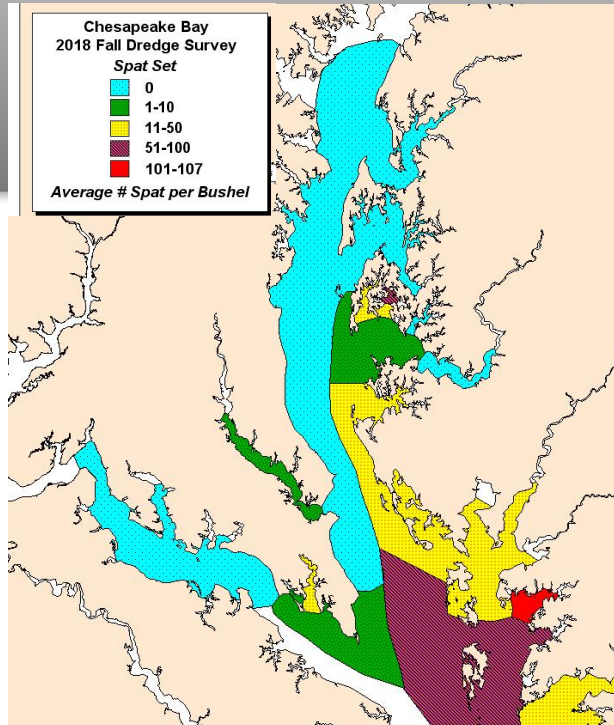 Chesapeake Bay
2018 Fall Dredge Survey
Spat Set
0
1-10
11-50
51-100
101-107
Average # Spat per Bushel